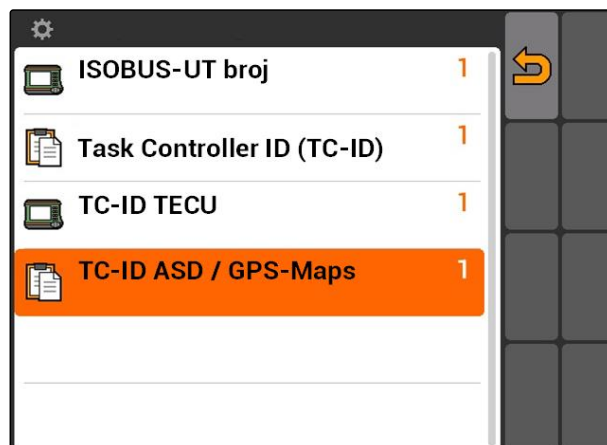 ISOBUS-UT broj 1
Task Controller ID (TC-ID) 1
TC-ID TECU 1
TC-ID ASD / GPS-Maps 1